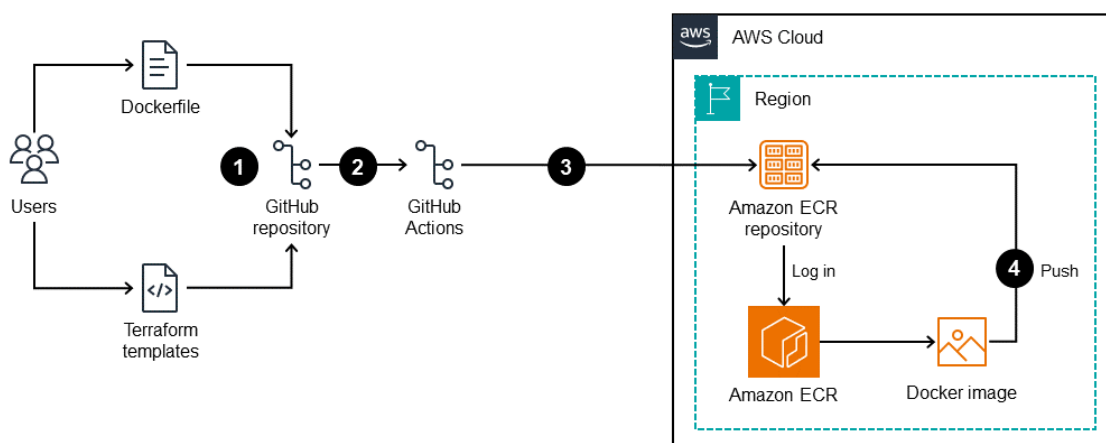 aws
AWS Cloud
Region
Dockerfile
Users
1
GitHub
repository
2
GitHub
Actions
3
Amazon ECR
repository
Log in
4
Push
</>
Terraform
templates
Amazon ECR
Docker image